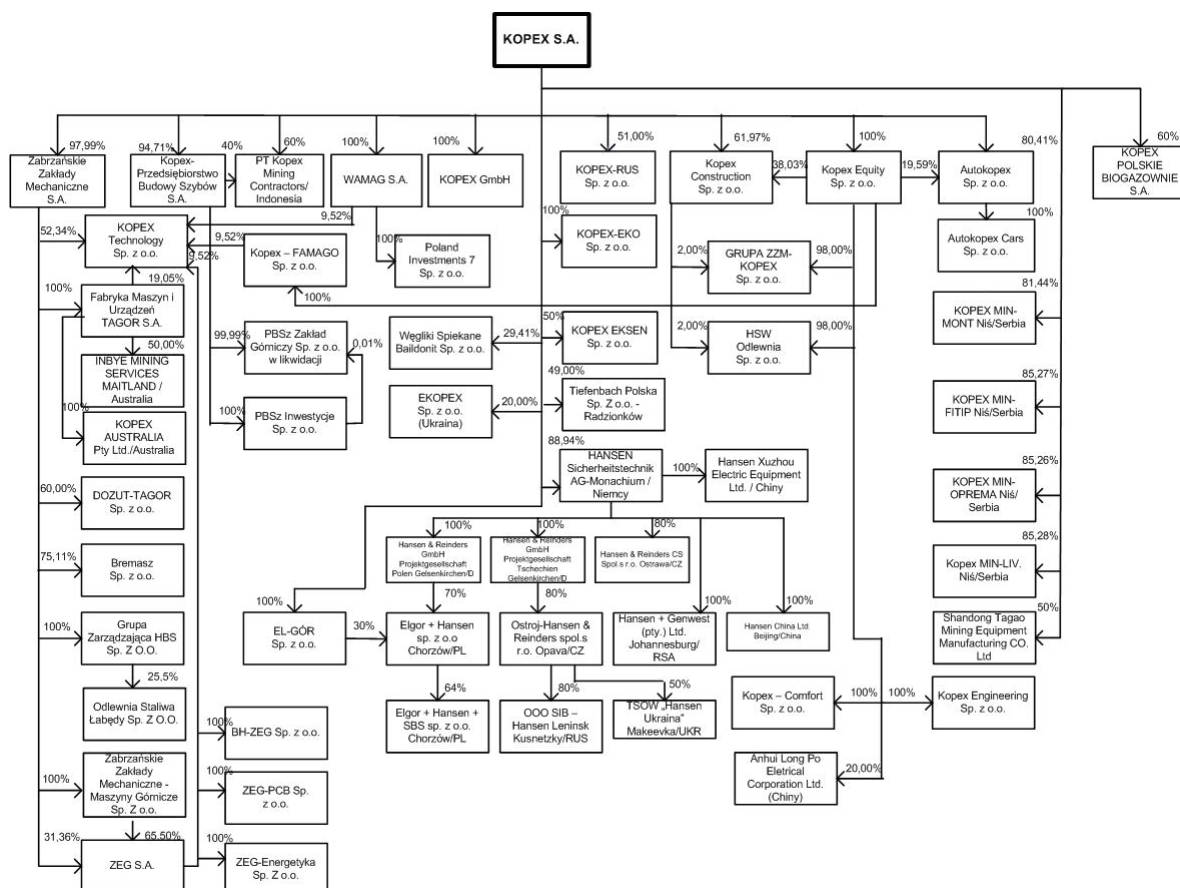 KOPEX S.A.
97,99%
Zabrzańskie
Zakłady
Mechaniczne
S.A.
94,71%
Kopex-
Przedsiębiorstwo
Budowy Szybów
S.A.
40%
60%
PT Kopex
Mining
Contractors/
Indonesia
100%
WAMAG S.A.
100%
KOPEX GmbH
51,00%
KOPEX-RUS
Sp. z o.o.
61,97%
Kopex
Construction
Sp. z o.o.
38,03%
100%
Kopex Equity
Sp. z o.o.
19,59%
80,41%
Autokopex
Sp. z o.o.
60%
KOPEX
POLSKIE
BIOGAZOWNIE
S.A.
52,34%
KOPEX
Technology
Sp. z o.o.
9,52%
9,52%
9,52%
19,05%
Kopex – FAMAGO
Sp. z o.o.
100%
100%
Poland
Investments 7
Sp. z o.o.
100%
KOPEX-EKO
Sp. z o.o.
2,00%
GRUPA ZZM-
KOPEX
Sp. z o.o.
98,00%
100%
Autokopex Cars
Sp. z o.o.
100%
Fabryka Maszyn i
Urządzeń
TAGOR S.A.
50,00%
INBYE MINING
SERVICES
MAITLAND /
Australia
100%
KOPEX
AUSTRALIA
Pty Ltd./Australia
99,99%
PBSz Zakład
Górniczy Sp. z o.o.
w likwidacji
0,01%
100%
PBSz Inwestycje
Sp. z o.o.
Węgliki Spiekane
Baildonit Sp. z o.o.
29,41%
50%
KOPEX EKSEN
Sp. z o.o.
2,00%
HSW
Odlewnia
Sp. z o.o.
98,00%
81,44%
KOPEX MIN-
MONT Niś/Serbia
EKOPEX
Sp. z o.o.
(Ukraina)
20,00%
49,00%
Tiefenbach Polska
Sp. Z o.o. -
Radzionków
85,27%
KOPEX MIN-
FITIP Niś/Serbia
88,94%
HANSEN
Sicherheitstechnik
AG-Monachium /
Niemcy
100%
Hansen Xuzhou
Electric Equipment
Ltd. / Chiny
85,26%
KOPEX MIN-
OPREMA Niś/
Serbia
60,00%
DOZUT-TAGOR
Sp. z o.o.
75,11%
Bremasz
Sp. z o.o.
100%
Hansen & Reinders
GmbH
Projektgesellschaft
Polen Gelsenkirchen/D
100%
Hansen & Reinders
GmbH
Projektgesellschaft
Tschechien
Gelsenkirchen/D
80%
Hansen & Reinders CS
Spol.s r.o. Ostrawa/CZ
100%
100%
85,28%
Kopex MIN-LIV.
Niś/Serbia
100%
Grupa
Zarządzająca HBS
Sp. Z O.O.
100%
EL-GÓR
Sp. z o.o.
30%
70%
Elgor + Hansen
sp. z o.o
Chorzów/PL
80%
Ostroj-Hansen &
Reinders spol.s
r.o. Opava/CZ
Hansen + Genwest
(pty.) Ltd.
Johannesburg/
RSA
Hansen China Ltd.
Beijing/China
50%
Shandong Tagao
Mining Equipment
Manufacturing CO.
Ltd
25,5%
Odlewnia Staliwa
Łabędy Sp. Z O.O.
64%
Elgor + Hansen +
SBS sp. z o.o.
Chorzów/PL
80%
OOO SIB –
Hansen Leninsk
Kusnetzky/RUS
50%
TSOW „Hansen
Ukraina”
Makeevka/UKR
Kopex – Comfort
Sp. z o.o.
100%
100%
Kopex Engineering
Sp. z o.o.
100%
BH-ZEG Sp. z o.o.
100%
Zabrzańskie
Zakłady
Mechaniczne -
Maszyny Górnicze
Sp. Z o.o.
100%
ZEG-PCB Sp.
z o.o.
Anhui Long Po
Eletrical
Corporation Ltd.
(Chiny)
20,00%
31,36%
65,50%
ZEG S.A.
100%
ZEG-Energetyka
Sp. Z o.o.